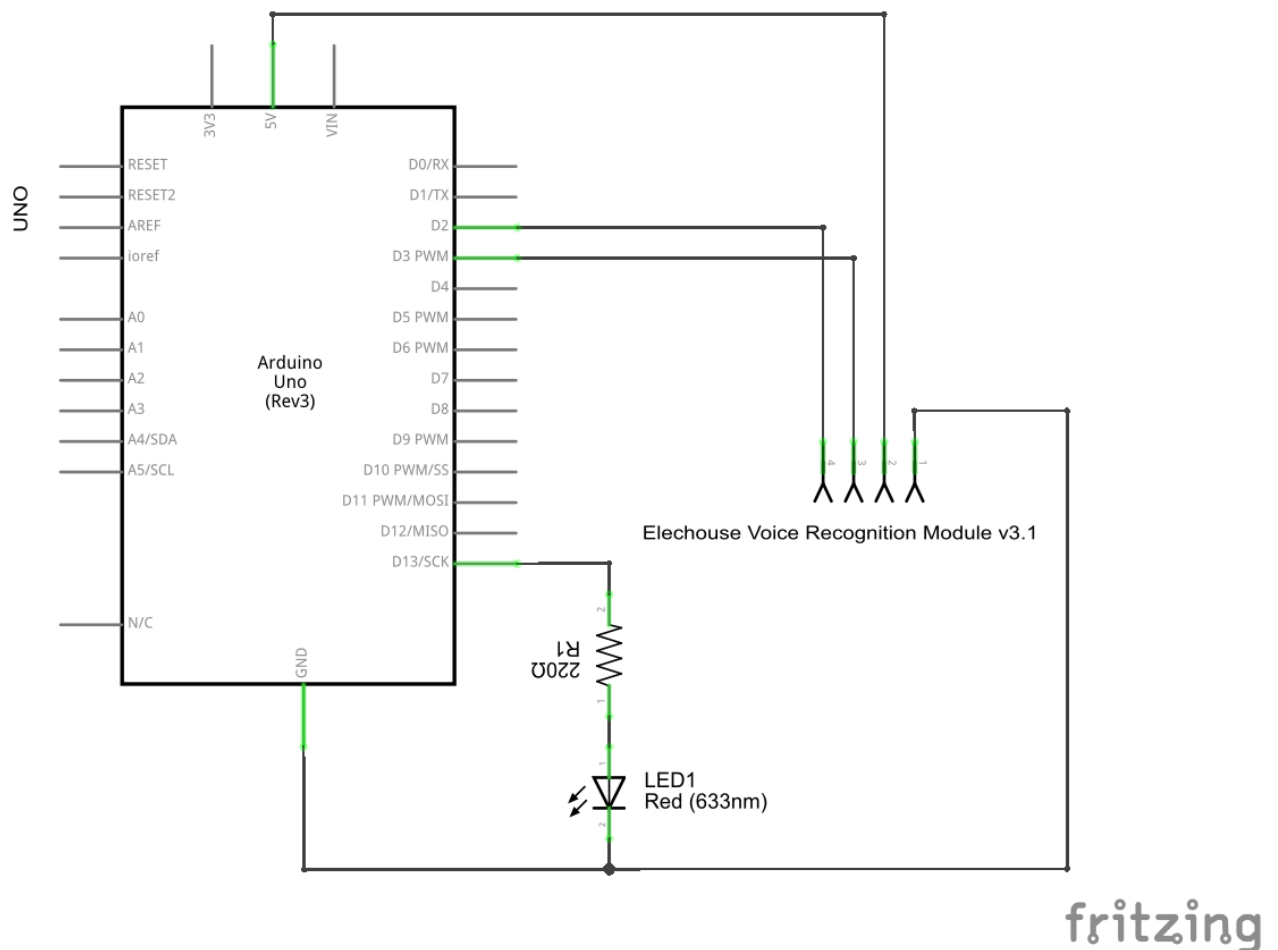 3V3
5V
VIN
UNO
RESET
RESET2
AREF
ioref
A0
A1
A2
A3
A4/SDA
A5/SCL
N/C
Arduino
Uno
(Rev3)
D0/RX
D1/TX
D2
D3 PWM
D4
D5 PWM
D6 PWM
D7
D8
D9 PWM
D10 PWM/SS
D11 PWM/MOSI
D12/MISO
D13/SCK
GND
4
3
2
1
Elechouse Voice Recognition Module v3.1
2
R1
220Ω
1
1
LED1
Red (633nm)
2
fritzing